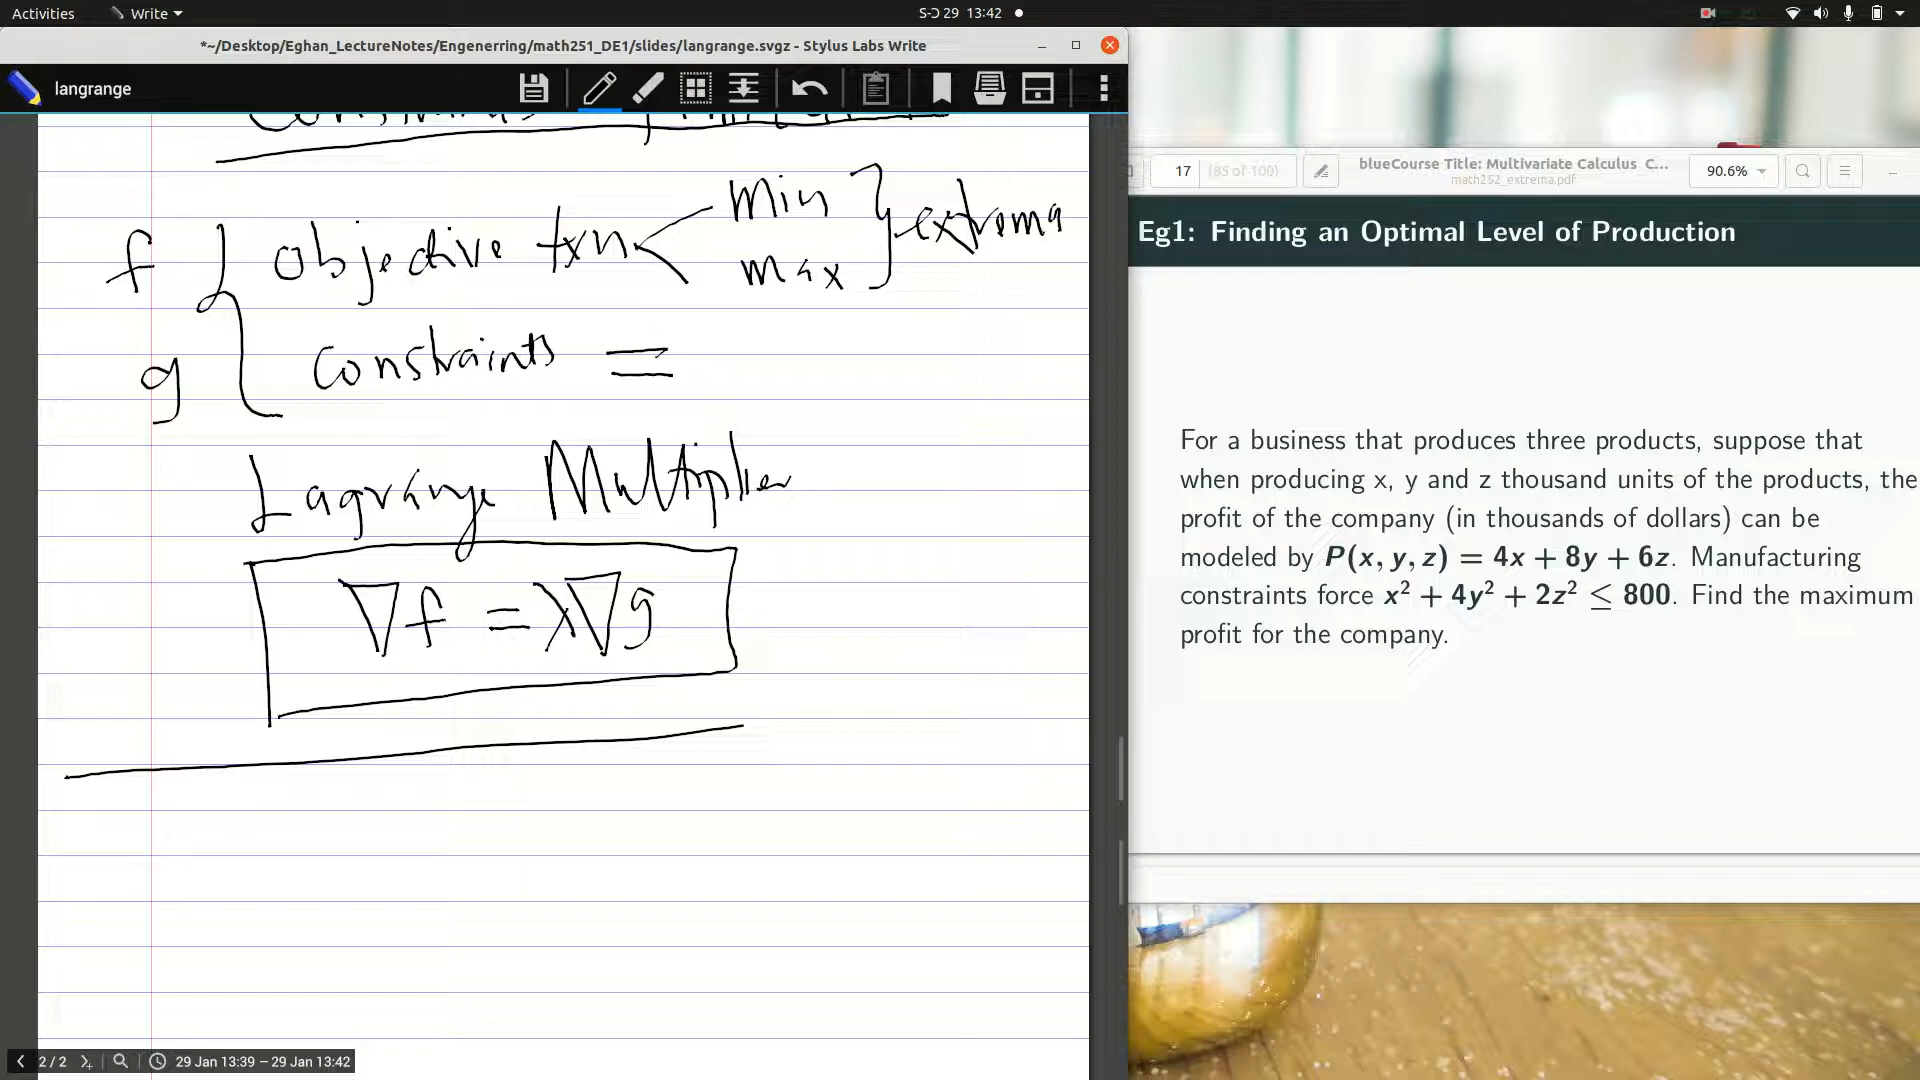 Activities Write S-Ɔ 29 13:42
*~/Desktop/Eghan_LectureNotes/Engenerring/math251_DE1/slides/langrange.svgz - Stylus Labs Write
langrange
f objective fxn min max extrema
g constraints =
Lagrange Multiplier
∇f = λ∇g
2 / 2 29 Jan 13:39 – 29 Jan 13:42
17 (85 of 100) blueCourse Title: Multivariate Calculus C... 90.6%
math252_extrema.pdf
Eg1: Finding an Optimal Level of Production
For a business that produces three products, suppose that
when producing x, y and z thousand units of the products, the
profit of the company (in thousands of dollars) can be
modeled by P(x, y, z) = 4x + 8y + 6z. Manufacturing
constraints force x² + 4y² + 2z² ≤ 800. Find the maximum
profit for the company.